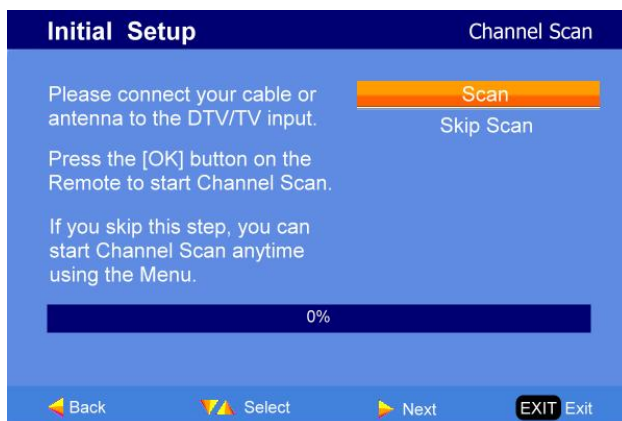 Initial Setup
Channel Scan
Please connect your cable or
antenna to the DTV/TV input.
Press the [OK] button on the
Remote to start Channel Scan.
If you skip this step, you can
start Channel Scan anytime
using the Menu.
Scan
Skip Scan
0%
Back Select Next EXIT Exit